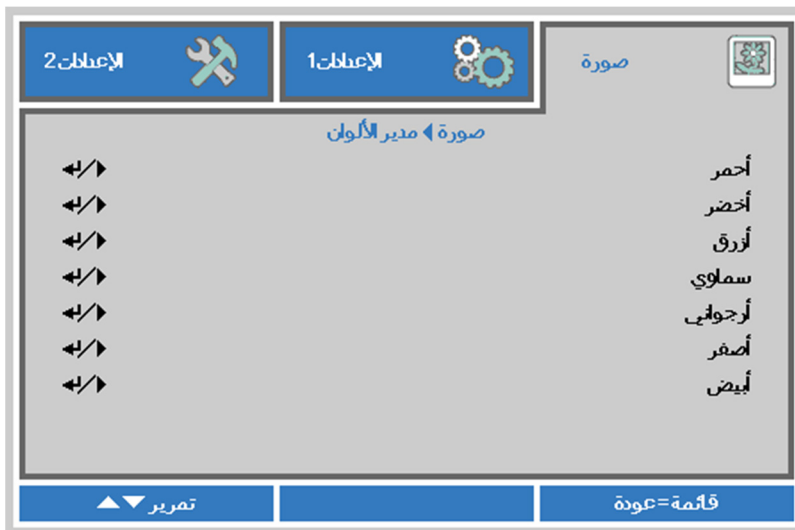 صورة
الإعدادات1
الإعدادات2
صورة ◀ مدير الألوان
أحمر
أخضر
أزرق
سماوي
أرجواني
أصفر
أبيض
قائمة=عودة
تمرير ▼▲